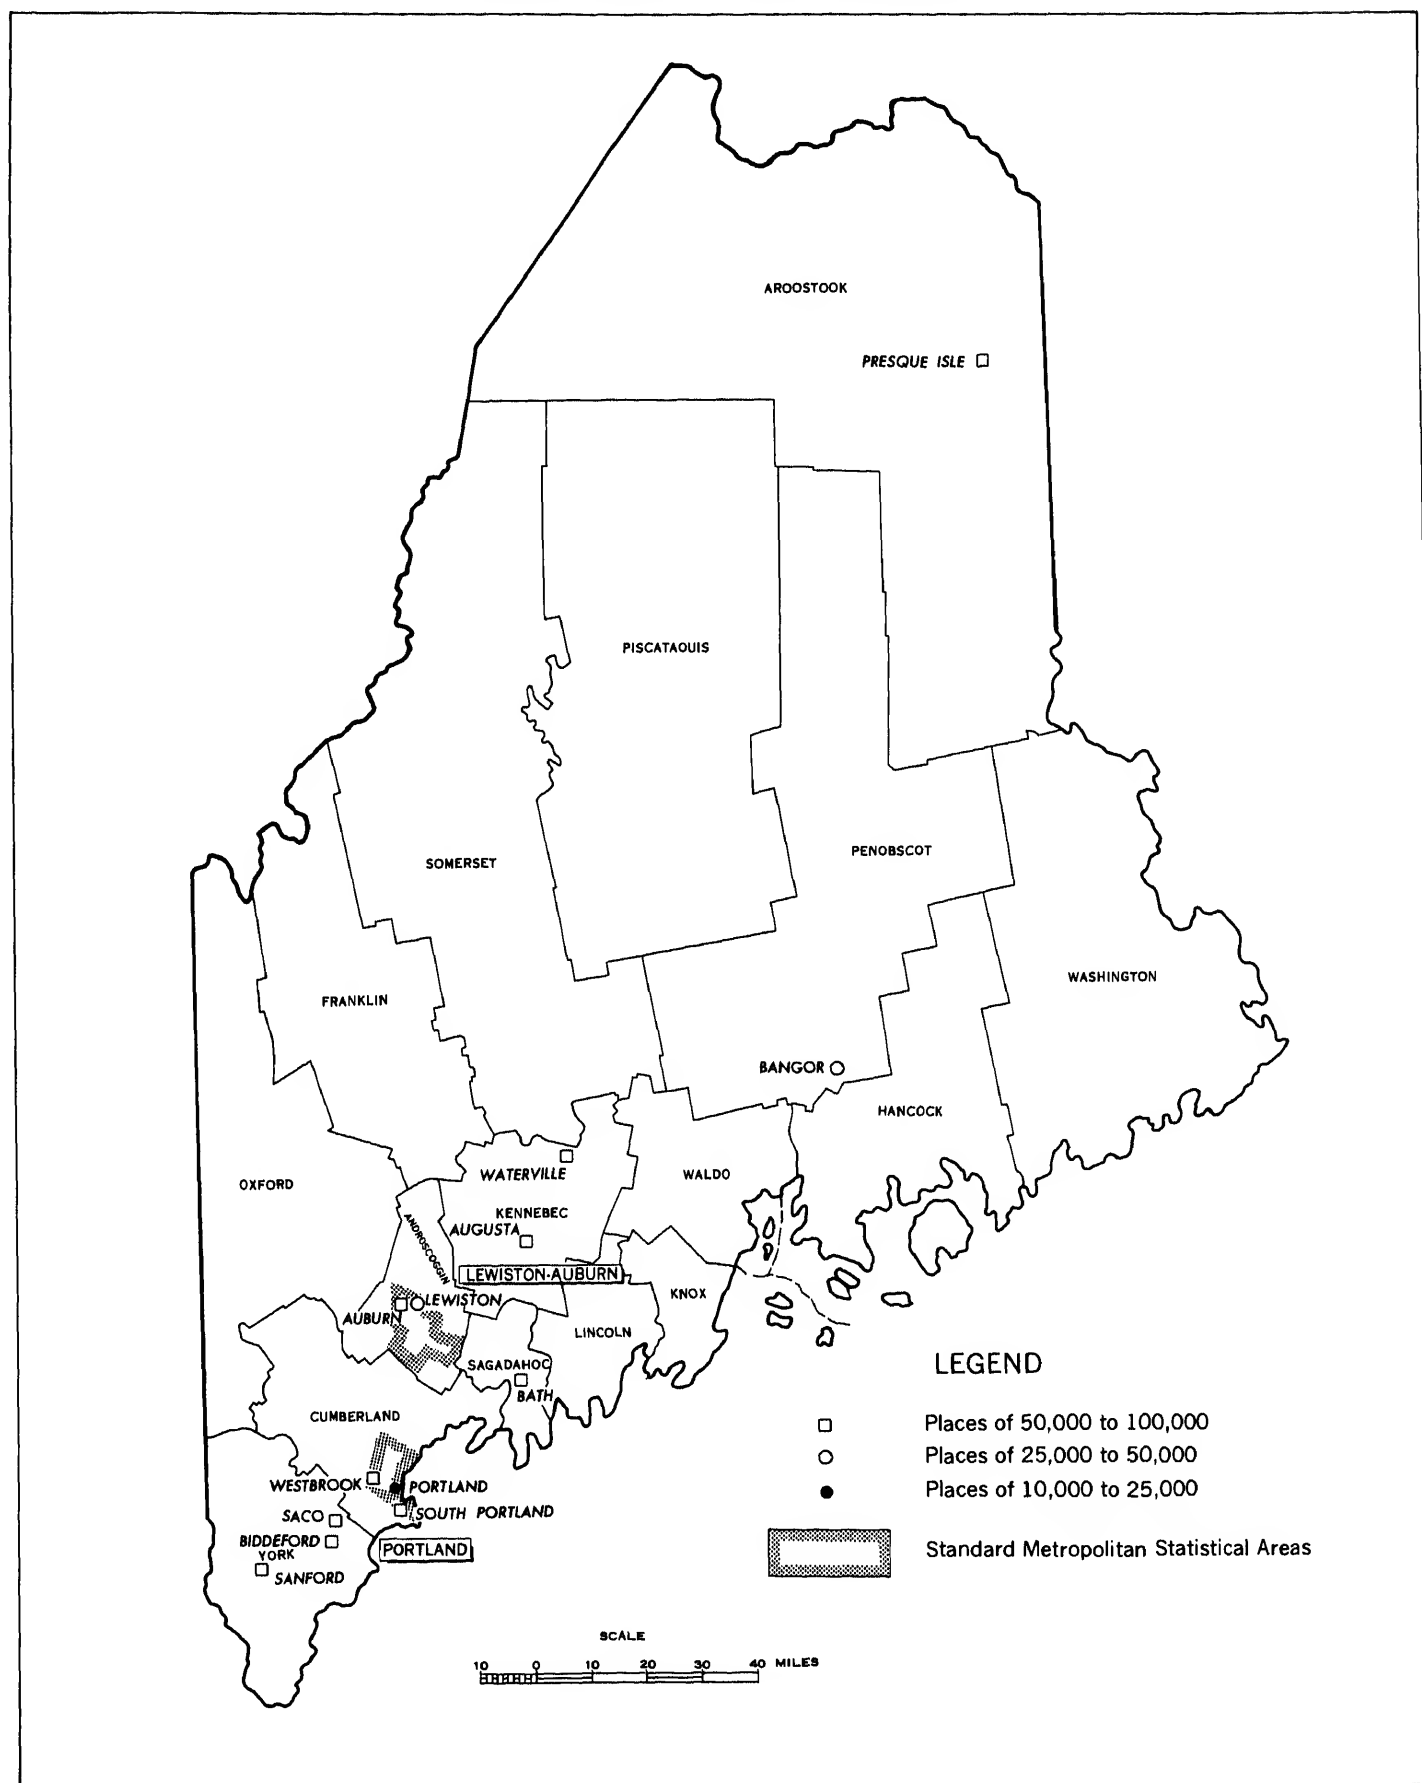 AROOSTOOK
PRESQUE ISLE
PISCATAQUIS
SOMERSET
PENOBSCOT
WASHINGTON
FRANKLIN
BANGOR
HANCOCK
OXFORD
WATERVILLE
WALDO
KENNEBEC
AUGUSTA
ANDROSCOGGIN
LEWISTON-AUBURN
KNOX
LEWISTON
AUBURN
LINCOLN
SAGADAHOC
BATH
CUMBERLAND
WESTBROOK
PORTLAND
SOUTH PORTLAND
SACO
BIDDEFORD
PORTLAND
YORK
SANFORD
LEGEND
Places of 50,000 to 100,000
Places of 25,000 to 50,000
Places of 10,000 to 25,000
Standard Metropolitan Statistical Areas
SCALE
10 0 10 20 30 40 MILES